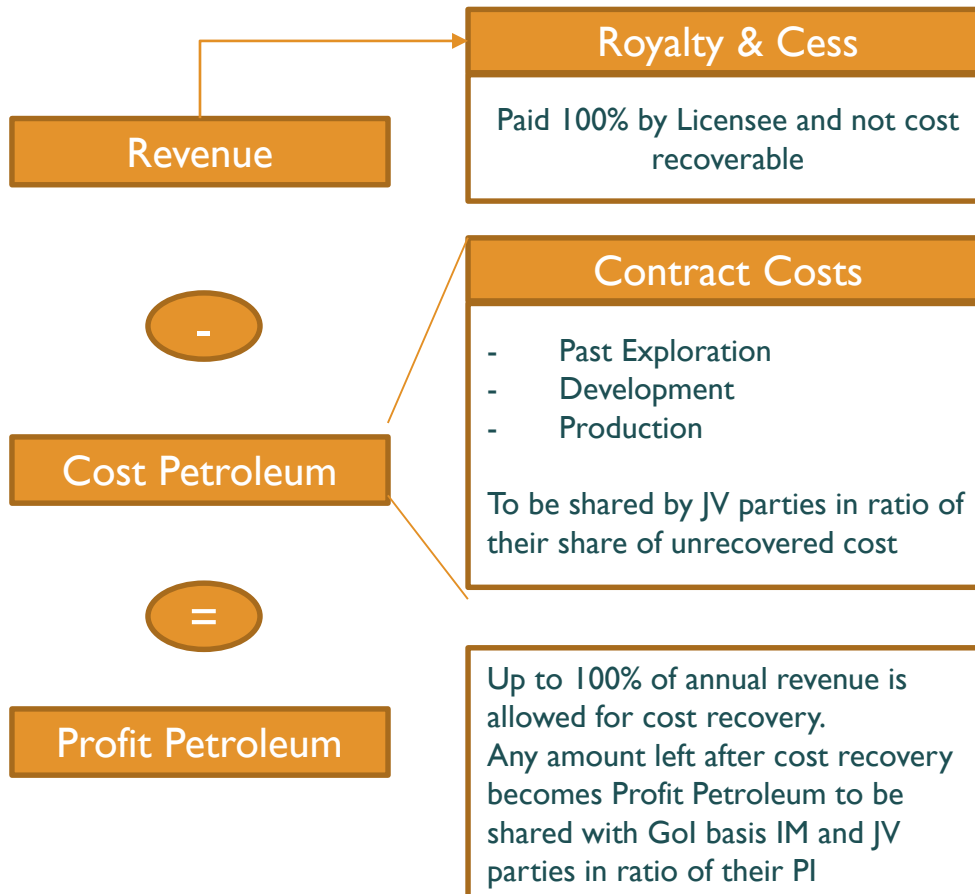 Royalty & Cess
Paid 100% by Licensee and not cost
recoverable
Revenue
-
Contract Costs
- Past Exploration
- Development
- Production
To be shared by JV parties in ratio of
their share of unrecovered cost
Cost Petroleum
=
Profit Petroleum
Up to 100% of annual revenue is
allowed for cost recovery.
Any amount left after cost recovery
becomes Profit Petroleum to be
shared with GoI basis IM and JV
parties in ratio of their PI